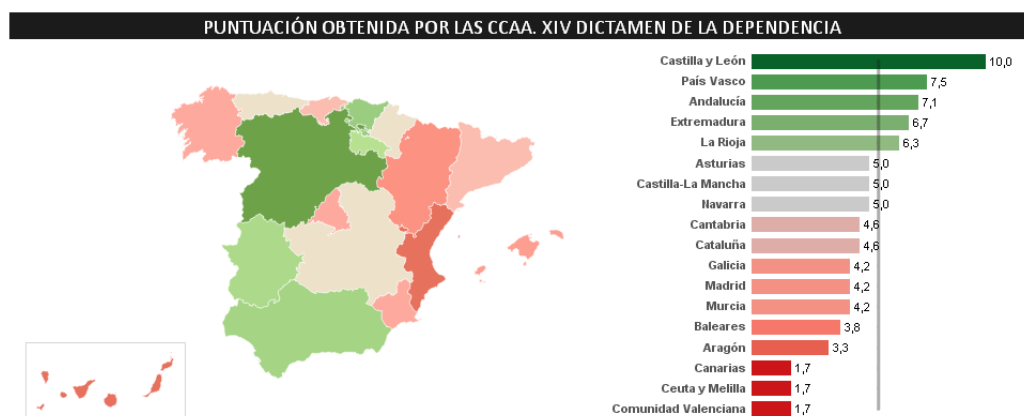 PUNTUACIÓN OBTENIDA POR LAS CCAA. XIV DICTAMEN DE LA DEPENDENCIA
Castilla y León 10,0
País Vasco 7,5
Andalucía 7,1
Extremadura 6,7
La Rioja 6,3
Asturias 5,0
Castilla-La Mancha 5,0
Navarra 5,0
Cantabria 4,6
Cataluña 4,6
Galicia 4,2
Madrid 4,2
Murcia 4,2
Baleares 3,8
Aragón 3,3
Canarias 1,7
Ceuta y Melilla 1,7
Comunidad Valenciana 1,7